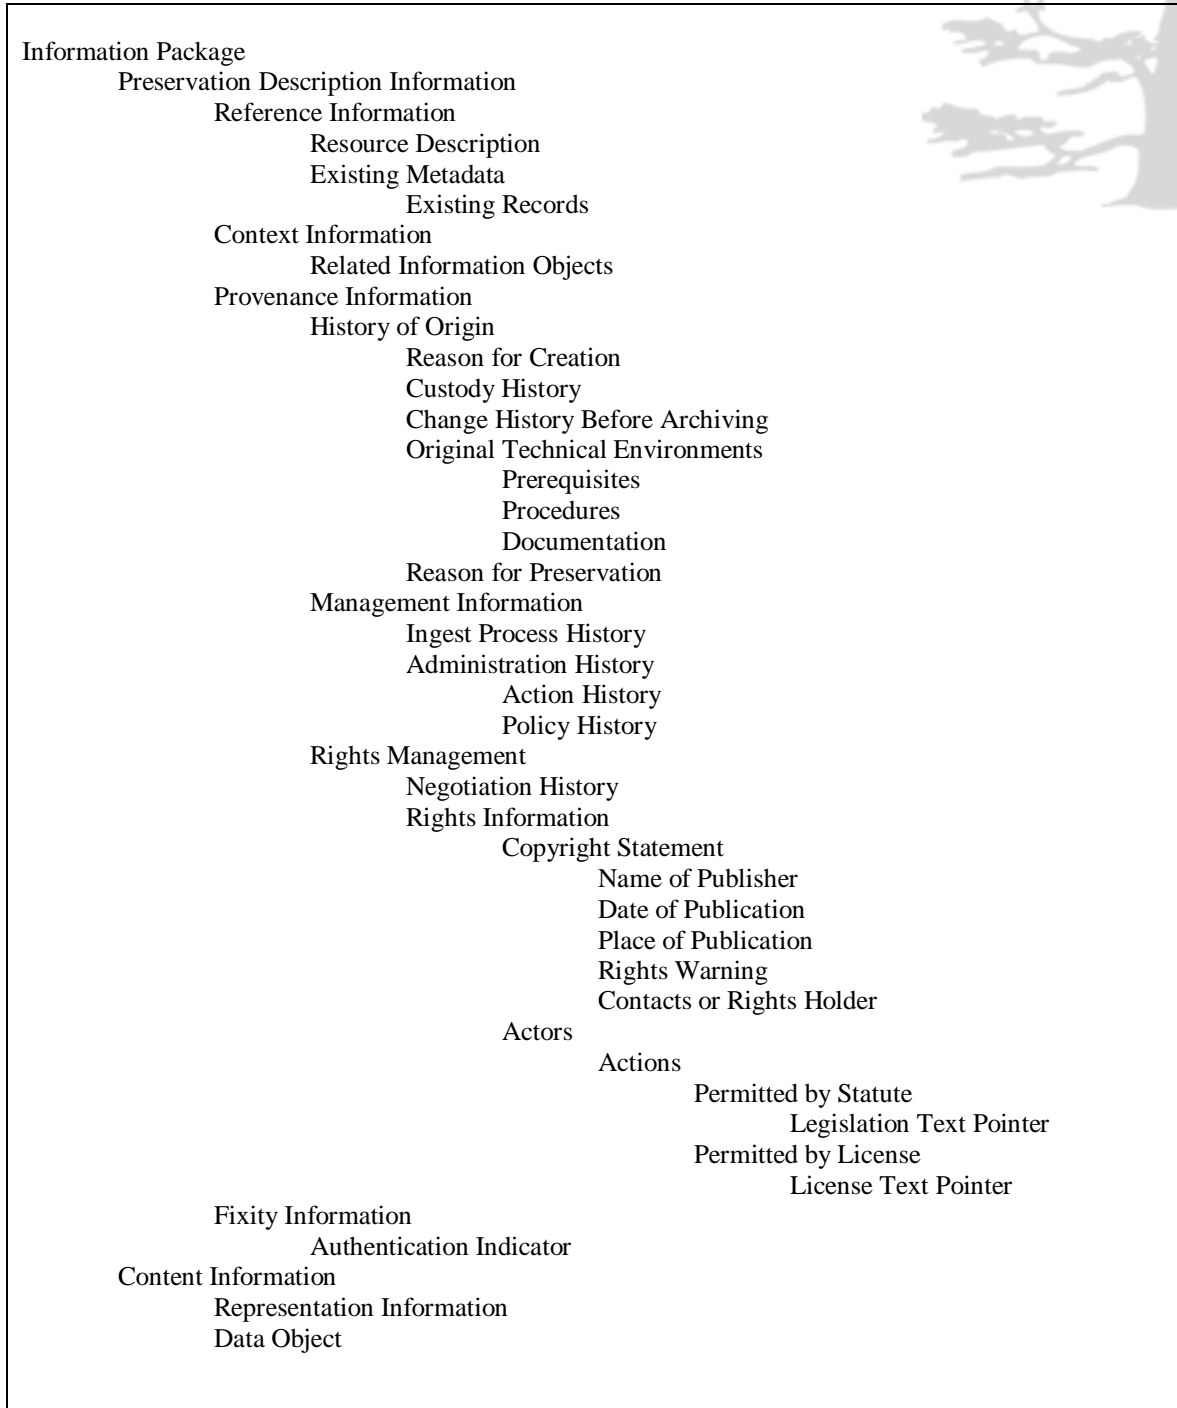 Information Package
Preservation Description Information
Reference Information
Resource Description
Existing Metadata
Existing Records
Context Information
Related Information Objects
Provenance Information
History of Origin
Reason for Creation
Custody History
Change History Before Archiving
Original Technical Environments
Prerequisites
Procedures
Documentation
Reason for Preservation
Management Information
Ingest Process History
Administration History
Action History
Policy History
Rights Management
Negotiation History
Rights Information
Copyright Statement
Name of Publisher
Date of Publication
Place of Publication
Rights Warning
Contacts or Rights Holder
Actors
Actions
Permitted by Statute
Legislation Text Pointer
Permitted by License
License Text Pointer
Fixity Information
Authentication Indicator
Content Information
Representation Information
Data Object